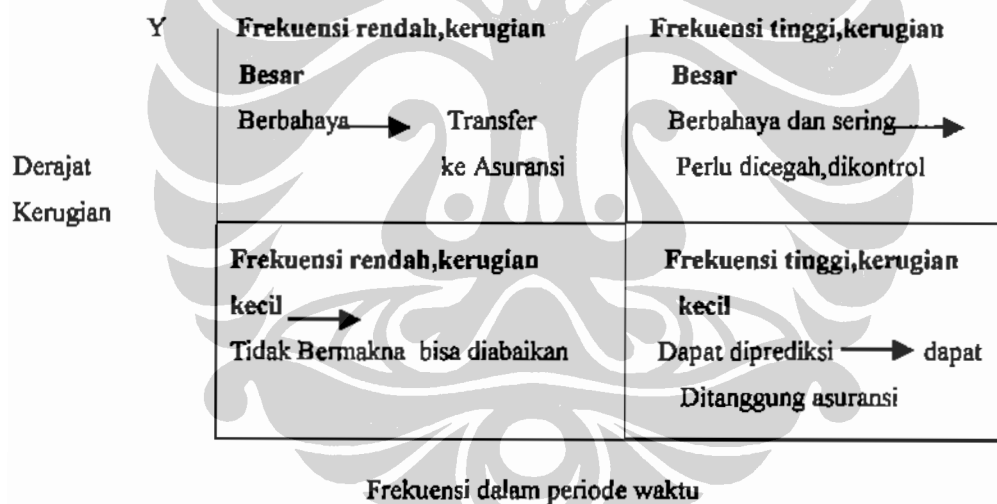 Y
Frekuensi rendah,kerugian
Besar
Berbahaya
Transfer
ke Asuransi
Frekuensi tinggi,kerugian
Besar
Berbahaya dan sering
Perlu dicegah,dikontrol
Derajat
Kerugian
Frekuensi rendah,kerugian
kecil
Tidak Bermakna bisa diabaikan
Frekuensi tinggi,kerugian
kecil
Dapat diprediksi dapat
Ditanggung asuransi
Frekuensi dalam periode waktu